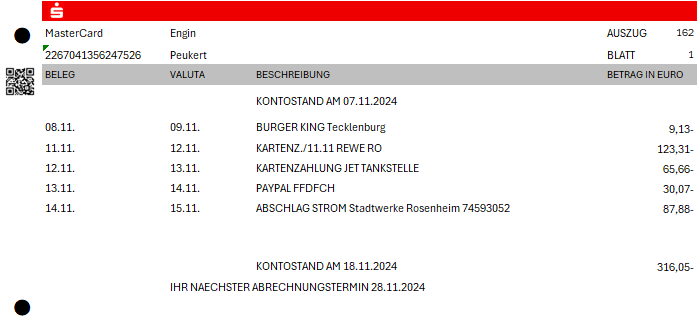 MasterCard Engin AUSZUG 162
2267041356247526 Peukert BLATT 1
BELEG VALUTA BESCHREIBUNG BETRAG IN EURO
KONTOSTAND AM 07.11.2024
08.11. 09.11. BURGER KING Tecklenburg 9,13-
11.11. 12.11. KARTENZ./11.11 REWE RO 123,31-
12.11. 13.11. KARTENZAHLUNG JET TANKSTELLE 65,66-
13.11. 14.11. PAYPAL FFDFCH 30,07-
14.11. 15.11. ABSCHLAG STROM Stadtwerke Rosenheim 74593052 87,88-
KONTOSTAND AM 18.11.2024 316,05-
IHR NAECHSTER ABRECHNUNGSTERMIN 28.11.2024